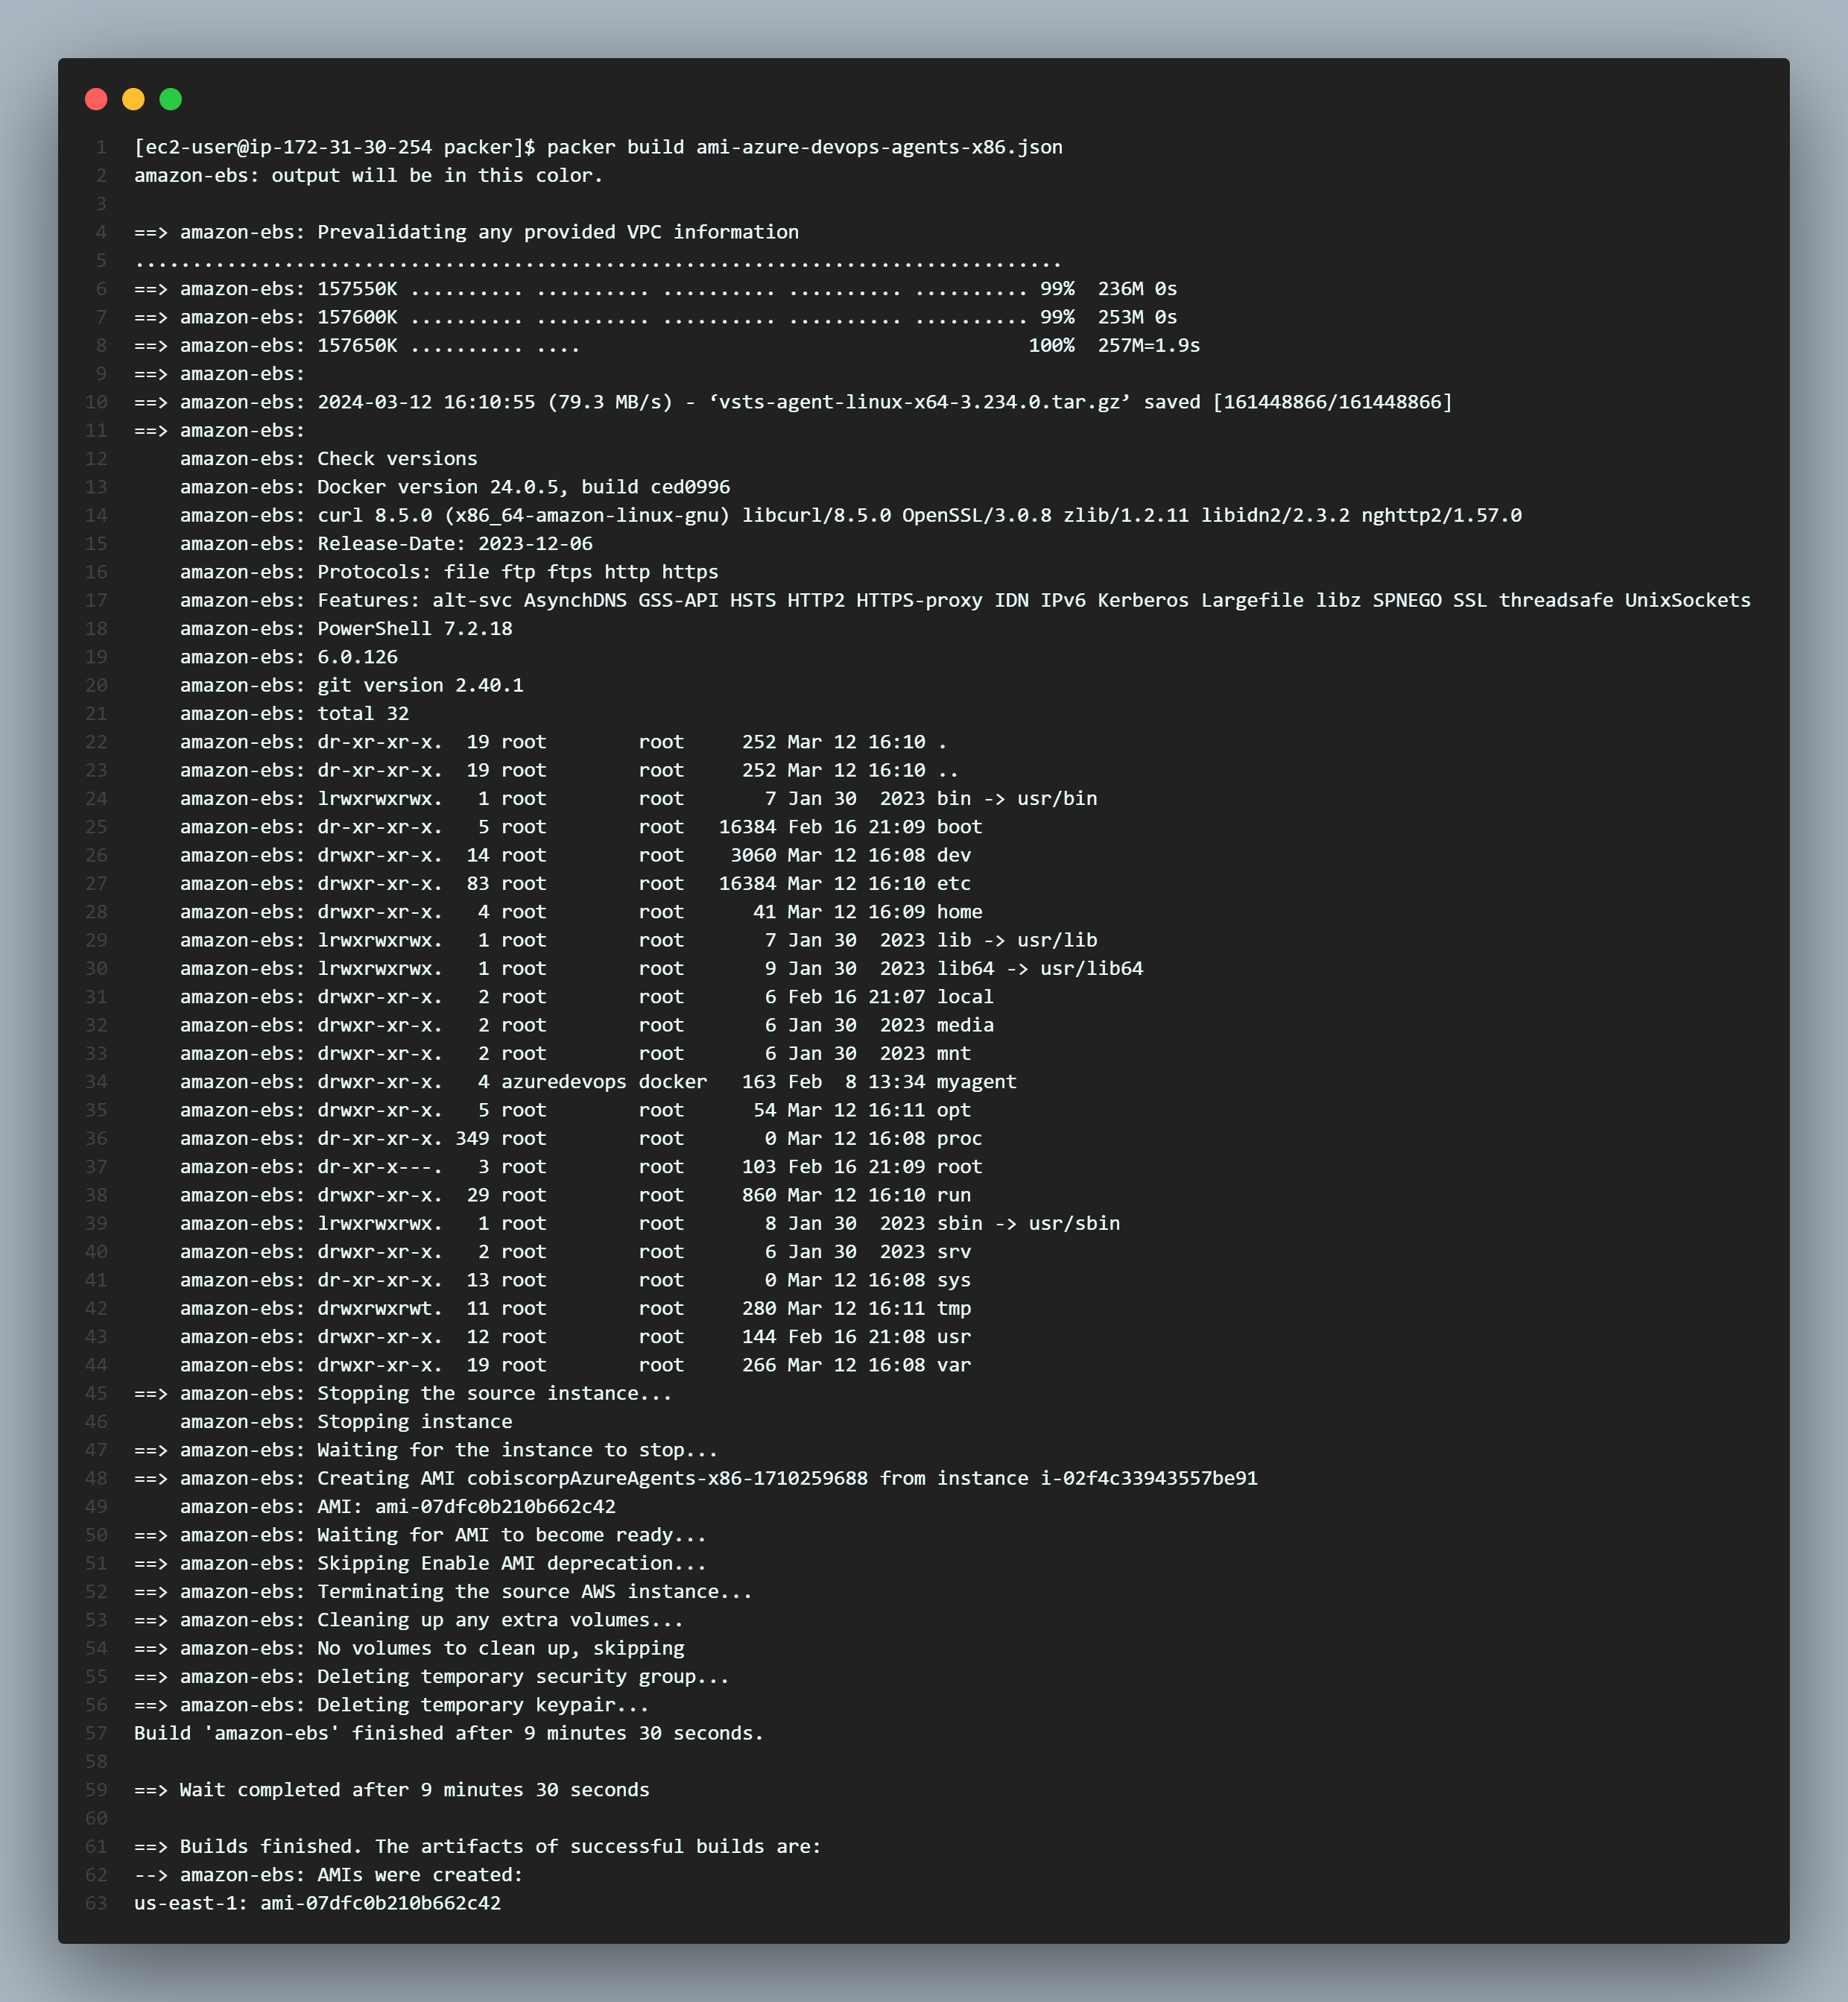 1 [ec2-user@ip-172-31-30-254 packer]$ packer build ami-azure-devops-agents-x86.json
2 amazon-ebs: output will be in this color.
3
4 ==> amazon-ebs: Prevalidating any provided VPC information
5 .................................................................................
6 ==> amazon-ebs: 157550K .......... .......... .......... .......... .......... 99%  236M 0s
7 ==> amazon-ebs: 157600K .......... .......... .......... .......... .......... 99%  253M 0s
8 ==> amazon-ebs: 157650K .......... ....                                       100%  257M=1.9s
9 ==> amazon-ebs:
10 ==> amazon-ebs: 2024-03-12 16:10:55 (79.3 MB/s) - ‘vsts-agent-linux-x64-3.234.0.tar.gz’ saved [161448866/161448866]
11 ==> amazon-ebs:
12     amazon-ebs: Check versions
13     amazon-ebs: Docker version 24.0.5, build ced0996
14     amazon-ebs: curl 8.5.0 (x86_64-amazon-linux-gnu) libcurl/8.5.0 OpenSSL/3.0.8 zlib/1.2.11 libidn2/2.3.2 nghttp2/1.57.0
15     amazon-ebs: Release-Date: 2023-12-06
16     amazon-ebs: Protocols: file ftp ftps http https
17     amazon-ebs: Features: alt-svc AsynchDNS GSS-API HSTS HTTP2 HTTPS-proxy IDN IPv6 Kerberos Largefile libz SPNEGO SSL threadsafe UnixSockets
18     amazon-ebs: PowerShell 7.2.18
19     amazon-ebs: 6.0.126
20     amazon-ebs: git version 2.40.1
21     amazon-ebs: total 32
22     amazon-ebs: dr-xr-xr-x.  19 root        root     252 Mar 12 16:10 .
23     amazon-ebs: dr-xr-xr-x.  19 root        root     252 Mar 12 16:10 ..
24     amazon-ebs: lrwxrwxrwx.   1 root        root       7 Jan 30  2023 bin -> usr/bin
25     amazon-ebs: dr-xr-xr-x.   5 root        root   16384 Feb 16 21:09 boot
26     amazon-ebs: drwxr-xr-x.  14 root        root    3060 Mar 12 16:08 dev
27     amazon-ebs: drwxr-xr-x.  83 root        root   16384 Mar 12 16:10 etc
28     amazon-ebs: drwxr-xr-x.   4 root        root      41 Mar 12 16:09 home
29     amazon-ebs: lrwxrwxrwx.   1 root        root       7 Jan 30  2023 lib -> usr/lib
30     amazon-ebs: lrwxrwxrwx.   1 root        root       9 Jan 30  2023 lib64 -> usr/lib64
31     amazon-ebs: drwxr-xr-x.   2 root        root       6 Feb 16 21:07 local
32     amazon-ebs: drwxr-xr-x.   2 root        root       6 Jan 30  2023 media
33     amazon-ebs: drwxr-xr-x.   2 root        root       6 Jan 30  2023 mnt
34     amazon-ebs: drwxr-xr-x.   4 azuredevops docker   163 Feb  8 13:34 myagent
35     amazon-ebs: drwxr-xr-x.   5 root        root      54 Mar 12 16:11 opt
36     amazon-ebs: dr-xr-xr-x. 349 root        root       0 Mar 12 16:08 proc
37     amazon-ebs: dr-xr-x---.   3 root        root     103 Feb 16 21:09 root
38     amazon-ebs: drwxr-xr-x.  29 root        root     860 Mar 12 16:10 run
39     amazon-ebs: lrwxrwxrwx.   1 root        root       8 Jan 30  2023 sbin -> usr/sbin
40     amazon-ebs: drwxr-xr-x.   2 root        root       6 Jan 30  2023 srv
41     amazon-ebs: dr-xr-xr-x.  13 root        root       0 Mar 12 16:08 sys
42     amazon-ebs: drwxrwxrwt.  11 root        root     280 Mar 12 16:11 tmp
43     amazon-ebs: drwxr-xr-x.  12 root        root     144 Feb 16 21:08 usr
44     amazon-ebs: drwxr-xr-x.  19 root        root     266 Mar 12 16:08 var
45 ==> amazon-ebs: Stopping the source instance...
46     amazon-ebs: Stopping instance
47 ==> amazon-ebs: Waiting for the instance to stop...
48 ==> amazon-ebs: Creating AMI cobiscorpAzureAgents-x86-1710259688 from instance i-02f4c33943557be91
49     amazon-ebs: AMI: ami-07dfc0b210b662c42
50 ==> amazon-ebs: Waiting for AMI to become ready...
51 ==> amazon-ebs: Skipping Enable AMI deprecation...
52 ==> amazon-ebs: Terminating the source AWS instance...
53 ==> amazon-ebs: Cleaning up any extra volumes...
54 ==> amazon-ebs: No volumes to clean up, skipping
55 ==> amazon-ebs: Deleting temporary security group...
56 ==> amazon-ebs: Deleting temporary keypair...
57 Build 'amazon-ebs' finished after 9 minutes 30 seconds.
58
59 ==> Wait completed after 9 minutes 30 seconds
60
61 ==> Builds finished. The artifacts of successful builds are:
62 --> amazon-ebs: AMIs were created:
63 us-east-1: ami-07dfc0b210b662c42